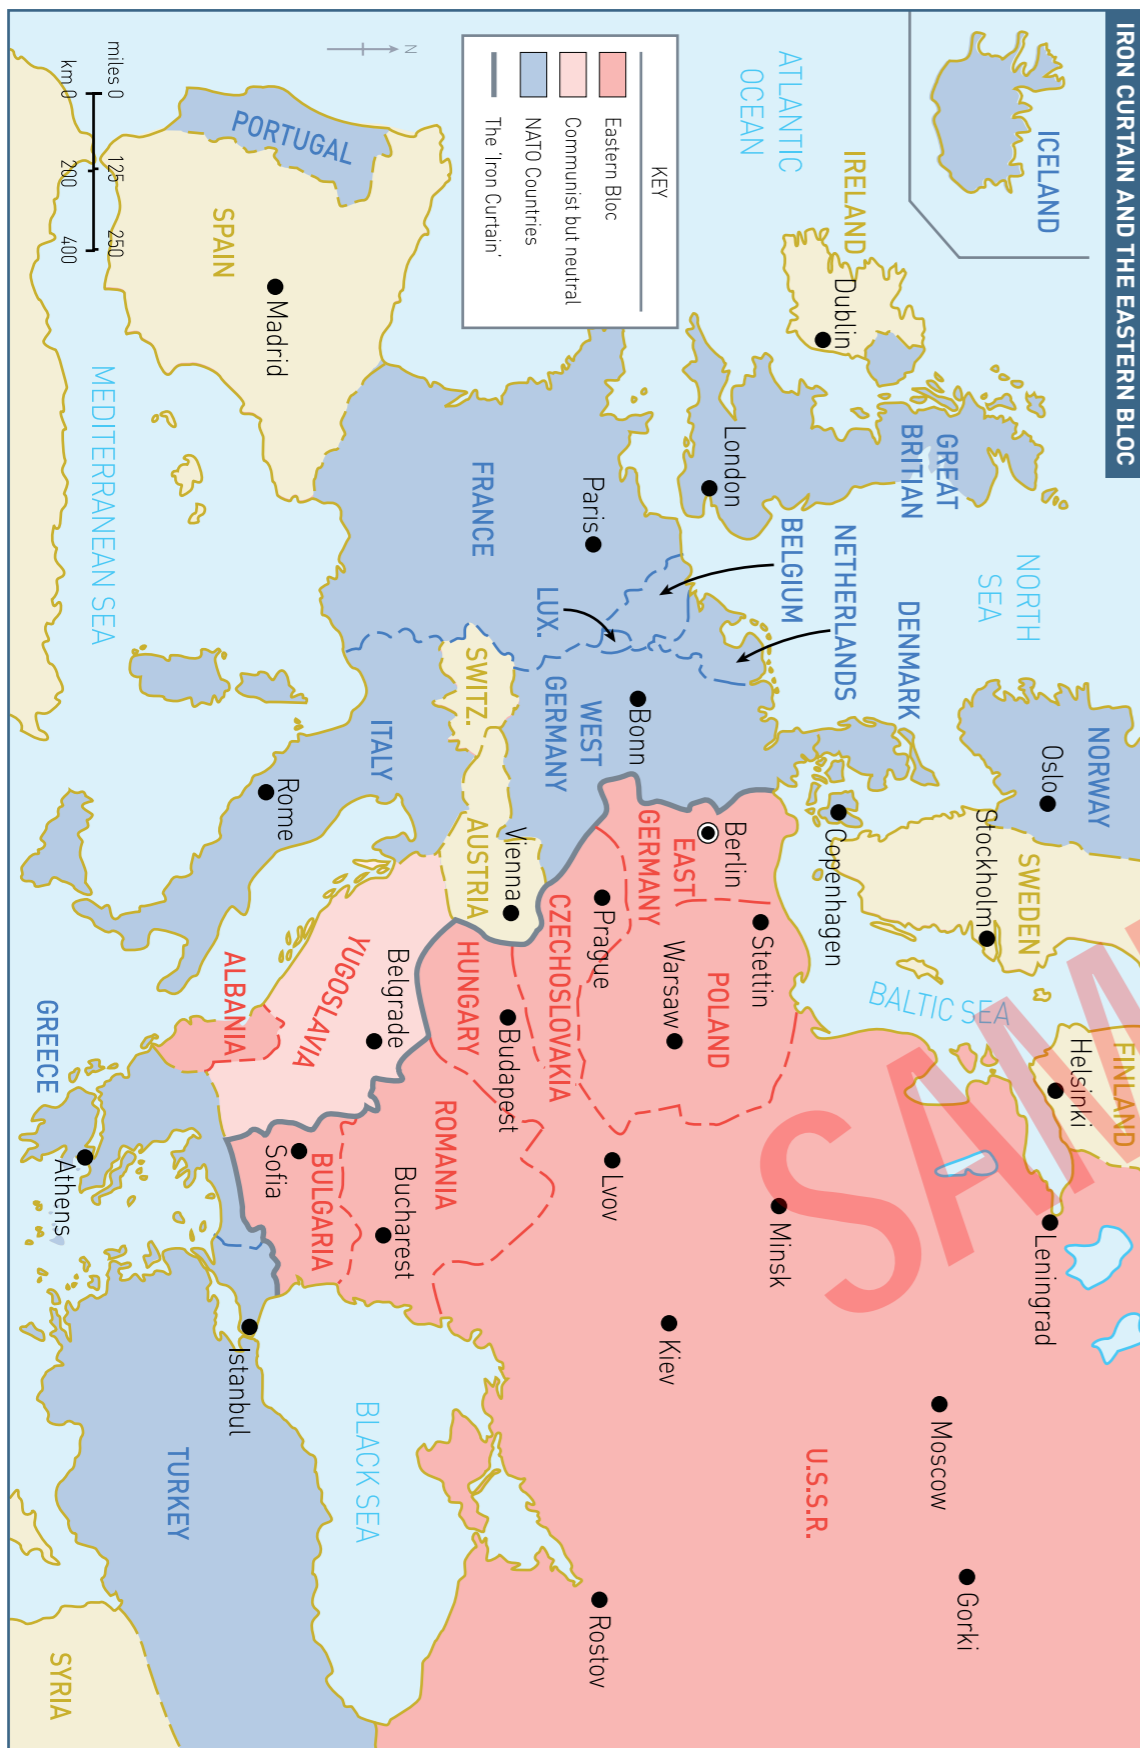 IRON CURTAIN AND THE EASTERN BLOC
ICELAND
ATLANTIC
OCEAN
IRELAND
Dublin
GREAT
BRITIAN
London
NORTH
SEA
NORWAY
Oslo
SWEDEN
Stockholm
FINLAND
Helsinki
Leningrad
DENMARK
Copenhagen
BALTIC SEA
NETHERLANDS
BELGIUM
LUX.
Paris
FRANCE
Bonn
WEST
GERMANY
Berlin
EAST
GERMANY
Stettin
POLAND
Warsaw
Prague
CZECHOSLOVAKIA
Minsk
Moscow
Gorki
U.S.S.R.
Lvov
Kiev
Rostov
SWITZ.
AUSTRIA
Vienna
HUNGARY
Budapest
ROMANIA
Bucharest
ITALY
Rome
YUGOSLAVIA
Belgrade
ALBANIA
BULGARIA
Sofia
GREECE
Athens
Istanbul
TURKEY
BLACK SEA
SYRIA
PORTUGAL
SPAIN
Madrid
MEDITERRANEAN SEA
KEY
Eastern Bloc
Communist but neutral
NATO Countries
The 'Iron Curtain'
N
miles 0 125 250
km 0 200 400
SAM